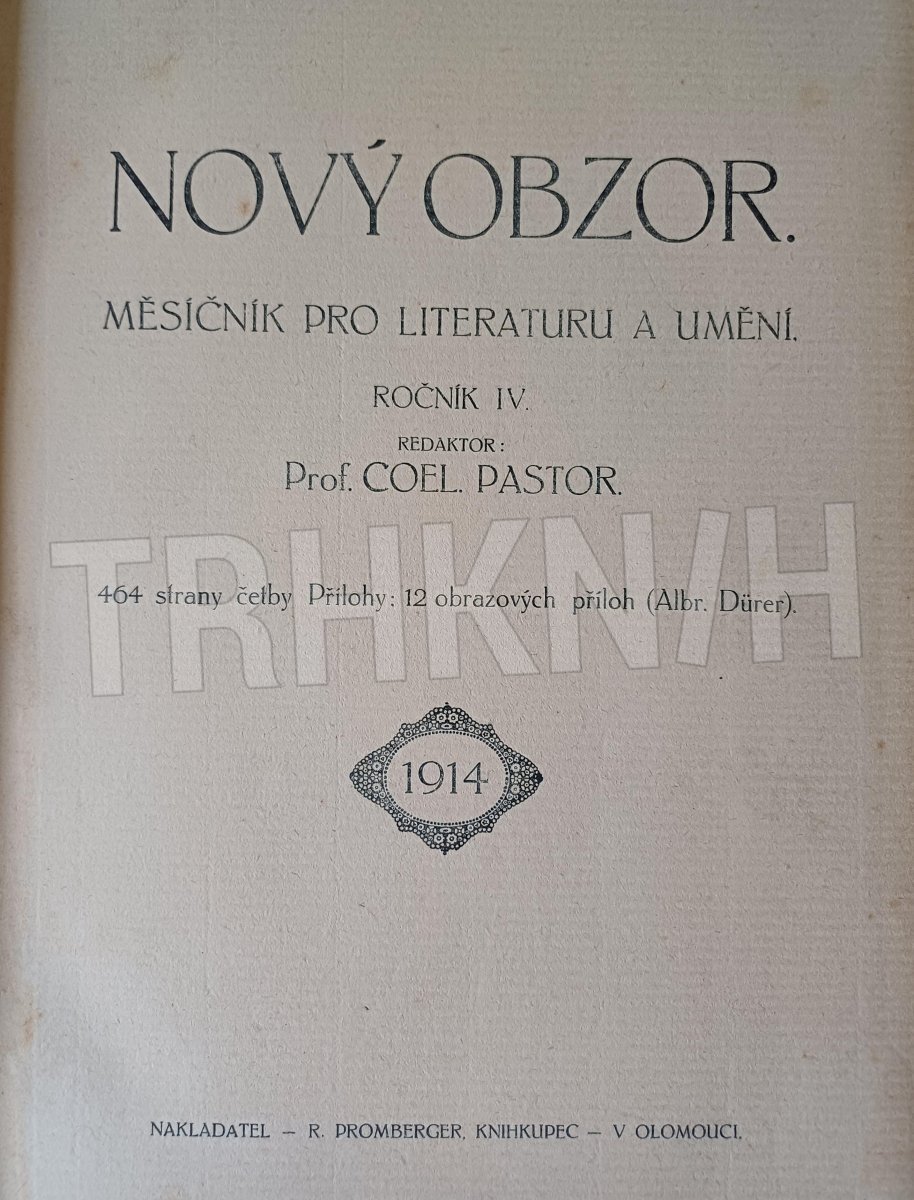 NOVÝ OBZOR.
MĚSÍČNÍK PRO LITERATURU A UMĚNÍ.
ROČNÍK IV.
REDAKTOR:
Prof. COEL. PASTOR.
TRHKNIH
464 strany četby Přílohy: 12 obrazových příloh (Albr. Dürer).
1914
NAKLADATEL — R. PROMBERGER, KNIHKUPEC — V OLOMOUCI.